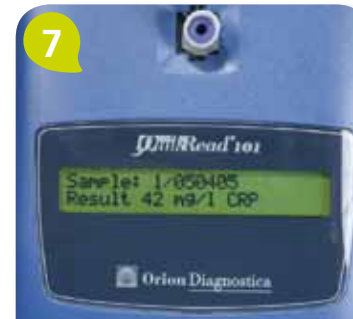 7
QuikRead® 101
Sample: 1/050405
Result 42 mg/l CRP
Orion Diagnostica